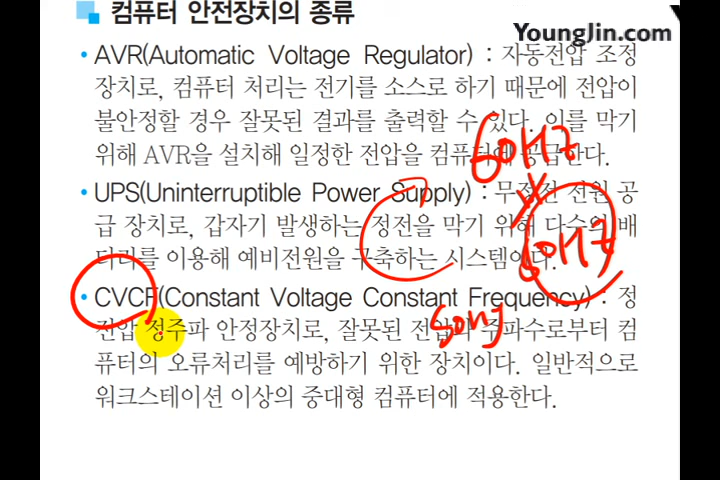 컴퓨터 안전장치의 종류
YoungJin.com
• AVR(Automatic Voltage Regulator) : 자동전압 조정
장치로, 컴퓨터 처리는 전기를 소스로 하기 때문에 전압이
불안정할 경우 잘못된 결과를 출력할 수 있다. 이를 막기
위해 AVR을 설치해 일정한 전압을 컴퓨터에 공급한다.
60Hz
• UPS(Uninterruptible Power Supply) : 무정전 전원 공
급 장치로, 갑자기 발생하는 정전을 막기 위해 다수의 배
터리를 이용해 예비전원을 구축하는 시스템이다.
60Hz
• CVCF(Constant Voltage Constant Frequency) : 정
전압 정주파 안정장치로, 잘못된 전압과 주파수로부터 컴
song
퓨터의 오류처리를 예방하기 위한 장치이다. 일반적으로
워크스테이션 이상의 중대형 컴퓨터에 적용한다.